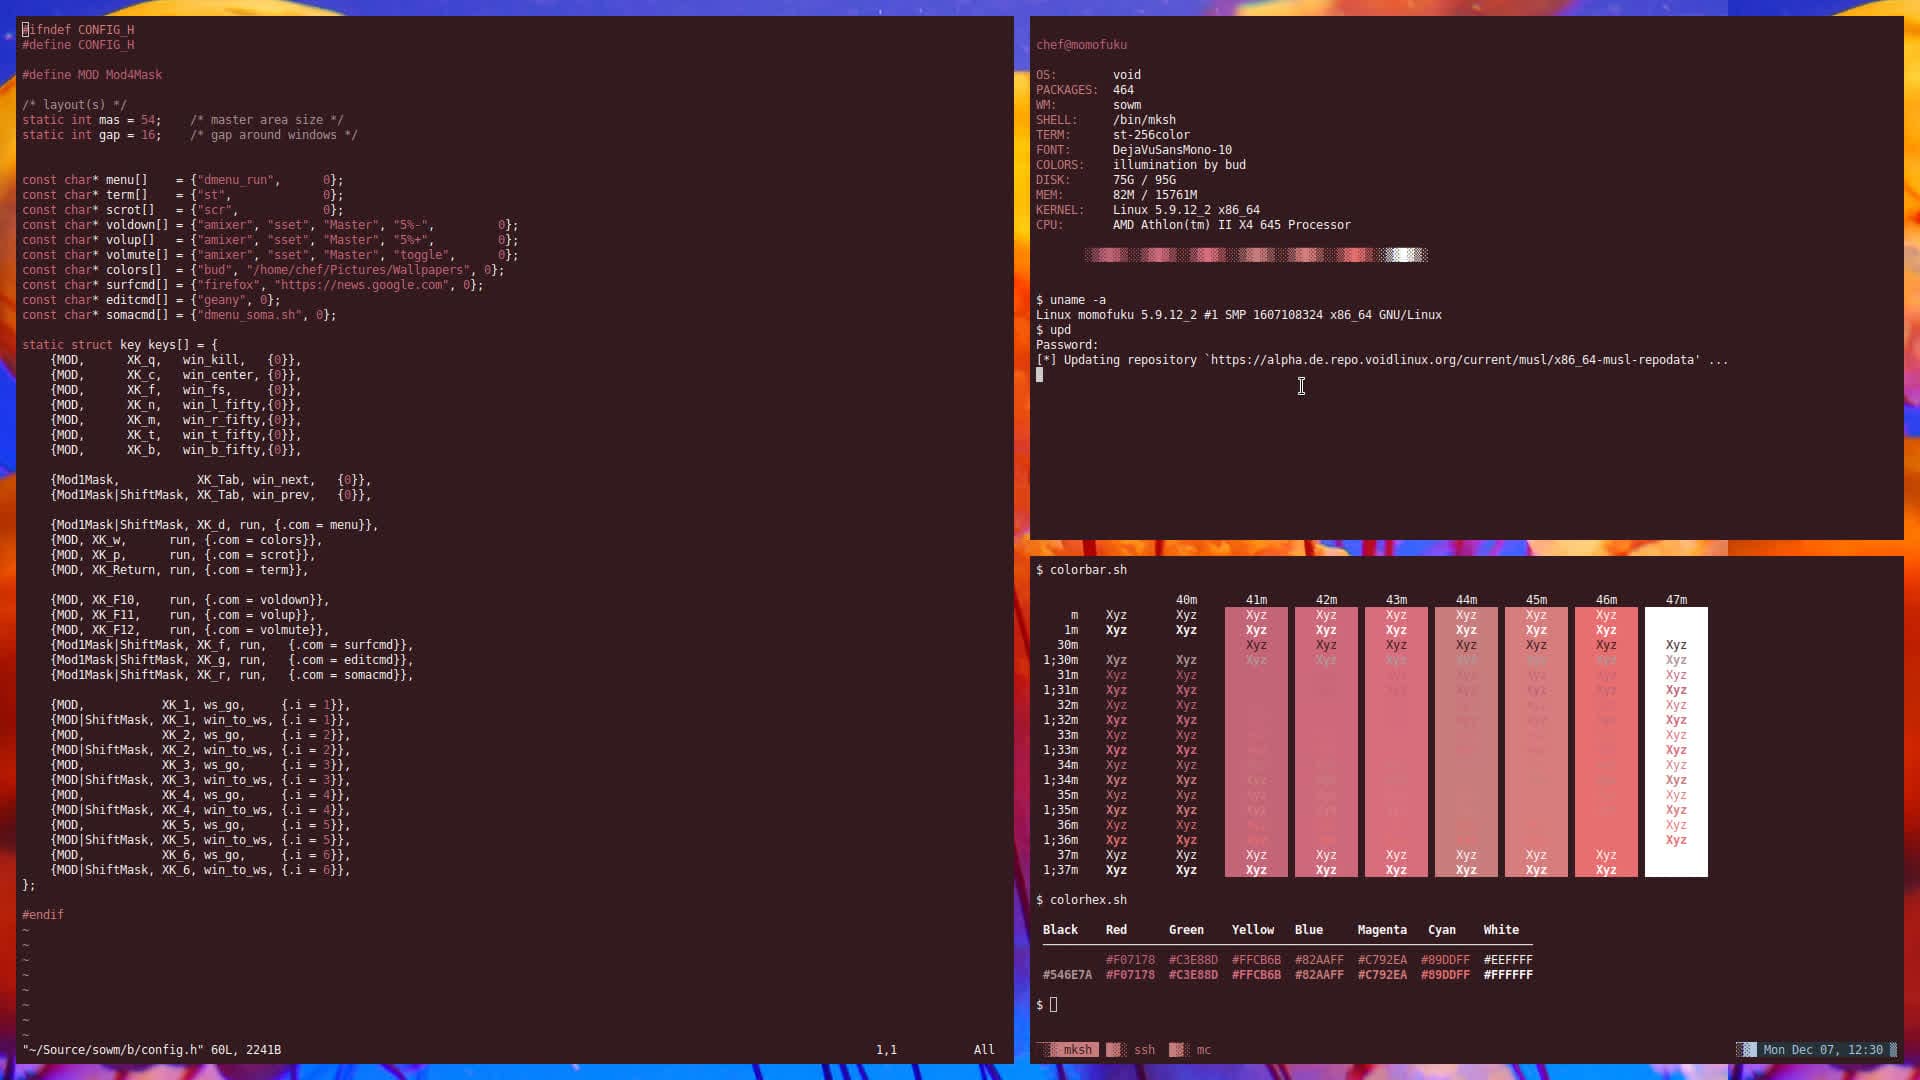 #ifndef CONFIG_H
#define CONFIG_H
#define MOD Mod4Mask
/* layout(s) */
static int mas = 54;    /* master area size */
static int gap = 16;    /* gap around windows */
const char* menu[]    = {"dmenu_run",      0};
const char* term[]    = {"st",             0};
const char* scrot[]   = {"scr",            0};
const char* voldown[] = {"amixer", "sset", "Master", "5%-",         0};
const char* volup[]   = {"amixer", "sset", "Master", "5%+",         0};
const char* volmute[] = {"amixer", "sset", "Master", "toggle",      0};
const char* colors[]  = {"bud", "/home/chef/Pictures/Wallpapers", 0};
const char* surfcmd[] = {"firefox", "https://news.google.com", 0};
const char* editcmd[] = {"geany", 0};
const char* somacmd[] = {"dmenu_soma.sh", 0};
static struct key keys[] = {
    {MOD,      XK_q,   win_kill,   {0}},
    {MOD,      XK_c,   win_center, {0}},
    {MOD,      XK_f,   win_fs,     {0}},
    {MOD,      XK_n,   win_l_fifty,{0}},
    {MOD,      XK_m,   win_r_fifty,{0}},
    {MOD,      XK_t,   win_t_fifty,{0}},
    {MOD,      XK_b,   win_b_fifty,{0}},
    {Mod1Mask,           XK_Tab, win_next,   {0}},
    {Mod1Mask|ShiftMask, XK_Tab, win_prev,   {0}},
    {Mod1Mask|ShiftMask, XK_d, run, {.com = menu}},
    {MOD, XK_w,      run, {.com = colors}},
    {MOD, XK_p,      run, {.com = scrot}},
    {MOD, XK_Return, run, {.com = term}},
    {MOD, XK_F10,    run, {.com = voldown}},
    {MOD, XK_F11,    run, {.com = volup}},
    {MOD, XK_F12,    run, {.com = volmute}},
    {Mod1Mask|ShiftMask, XK_f, run,   {.com = surfcmd}},
    {Mod1Mask|ShiftMask, XK_g, run,   {.com = editcmd}},
    {Mod1Mask|ShiftMask, XK_r, run,   {.com = somacmd}},
    {MOD,           XK_1, ws_go,     {.i = 1}},
    {MOD|ShiftMask, XK_1, win_to_ws, {.i = 1}},
    {MOD,           XK_2, ws_go,     {.i = 2}},
    {MOD|ShiftMask, XK_2, win_to_ws, {.i = 2}},
    {MOD,           XK_3, ws_go,     {.i = 3}},
    {MOD|ShiftMask, XK_3, win_to_ws, {.i = 3}},
    {MOD,           XK_4, ws_go,     {.i = 4}},
    {MOD|ShiftMask, XK_4, win_to_ws, {.i = 4}},
    {MOD,           XK_5, ws_go,     {.i = 5}},
    {MOD|ShiftMask, XK_5, win_to_ws, {.i = 5}},
    {MOD,           XK_6, ws_go,     {.i = 6}},
    {MOD|ShiftMask, XK_6, win_to_ws, {.i = 6}},
};
#endif
~
~
~
~
~
~
~
~
"~/Source/sowm/b/config.h" 60L, 2241B    1,1    All
chef@momofuku
OS:        void
PACKAGES:  464
WM:        sowm
SHELL:     /bin/mksh
TERM:      st-256color
FONT:      DejaVuSansMono-10
COLORS:    illumination by bud
DISK:      75G / 95G
MEM:       82M / 15761M
KERNEL:    Linux 5.9.12_2 x86_64
CPU:       AMD Athlon(tm) II X4 645 Processor
$ uname -a
Linux momofuku 5.9.12_2 #1 SMP 1607108324 x86_64 GNU/Linux
$ upd
Password:
[*] Updating repository `https://alpha.de.repo.voidlinux.org/current/musl/x86_64-musl-repodata' ...
$ colorbar.sh
40m 41m 42m 43m 44m 45m 46m 47m
m Xyz Xyz Xyz Xyz Xyz Xyz Xyz Xyz
1m Xyz Xyz Xyz Xyz Xyz Xyz Xyz Xyz
30m Xyz Xyz Xyz Xyz Xyz Xyz Xyz
1;30m Xyz Xyz Xyz Xyz Xyz Xyz Xyz Xyz Xyz
31m Xyz Xyz Xyz Xyz Xyz Xyz Xyz
1;31m Xyz Xyz Xyz Xyz Xyz Xyz Xyz
32m Xyz Xyz Xyz Xyz
1;32m Xyz Xyz Xyz Xyz Xyz Xyz
33m Xyz Xyz Xyz
1;33m Xyz Xyz Xyz
34m Xyz Xyz Xyz
1;34m Xyz Xyz Xyz Xyz Xyz
35m Xyz Xyz Xyz Xyz
1;35m Xyz Xyz Xyz Xyz Xyz
36m Xyz Xyz Xyz Xyz
1;36m Xyz Xyz Xyz Xyz
37m Xyz Xyz Xyz Xyz Xyz Xyz Xyz Xyz
1;37m Xyz Xyz Xyz Xyz Xyz Xyz Xyz Xyz
$ colorhex.sh
Black Red Green Yellow Blue Magenta Cyan White
#F07178 #C3E88D #FFCB6B #82AAFF #C792EA #89DDFF #EEFFFF
#546E7A #F07178 #C3E88D #FFCB6B #82AAFF #C792EA #89DDFF #FFFFFF
$
mksh ssh mc Mon Dec 07, 12:30